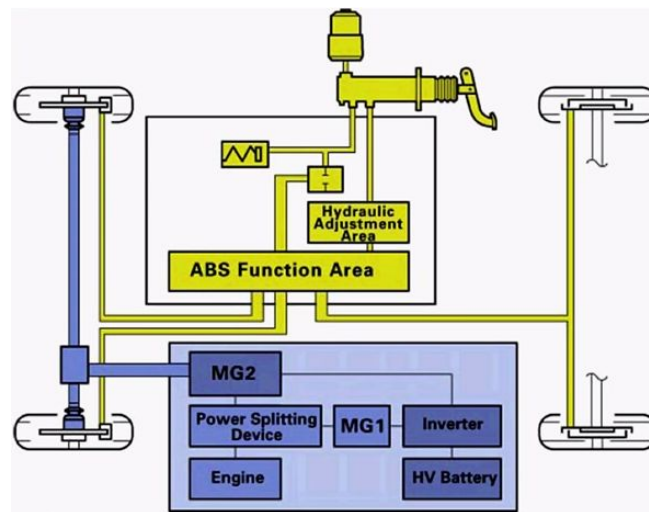 Hydraulic
Adjustment
Area
ABS Function Area
MG2
Power Splitting
Device
MG1
Inverter
Engine
HV Battery